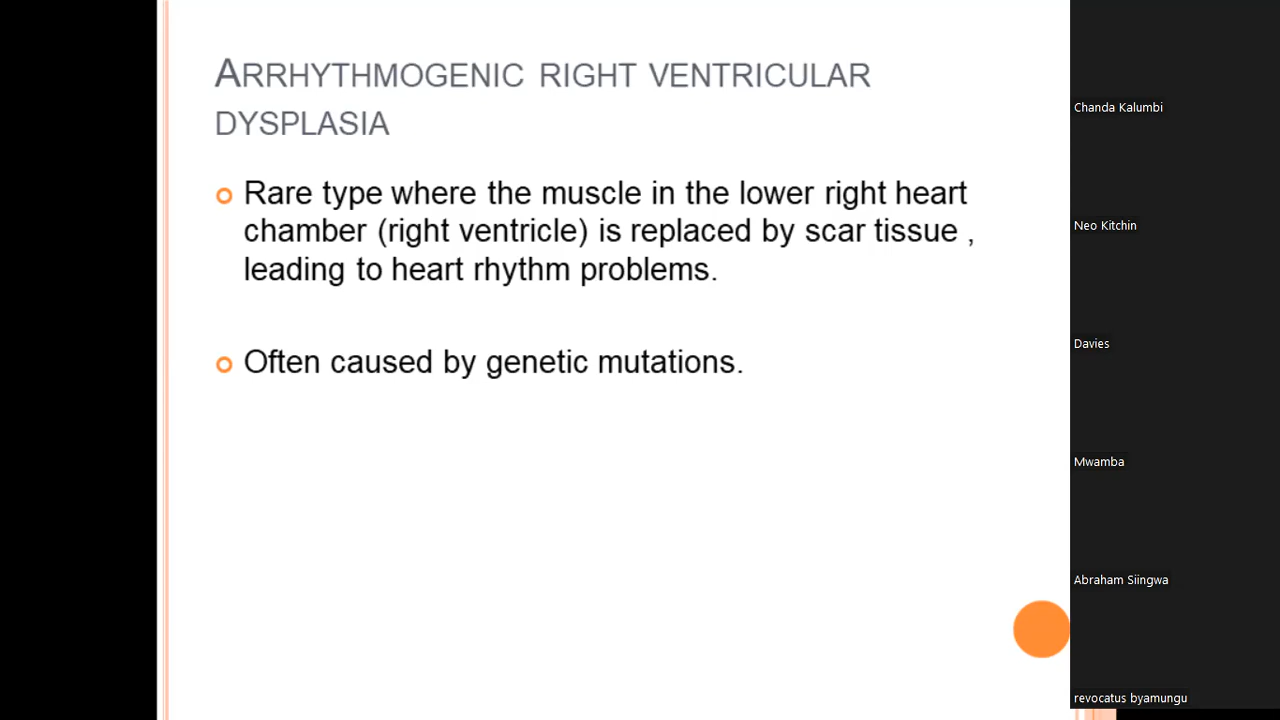 ARRHYTHMOGENIC RIGHT VENTRICULAR
DYSPLASIA
Rare type where the muscle in the lower right heart
chamber (right ventricle) is replaced by scar tissue ,
leading to heart rhythm problems.
Often caused by genetic mutations.
Chanda Kalumbi
Neo Kitchin
Davies
Mwamba
Abraham Siingwa
revocatus byamungu